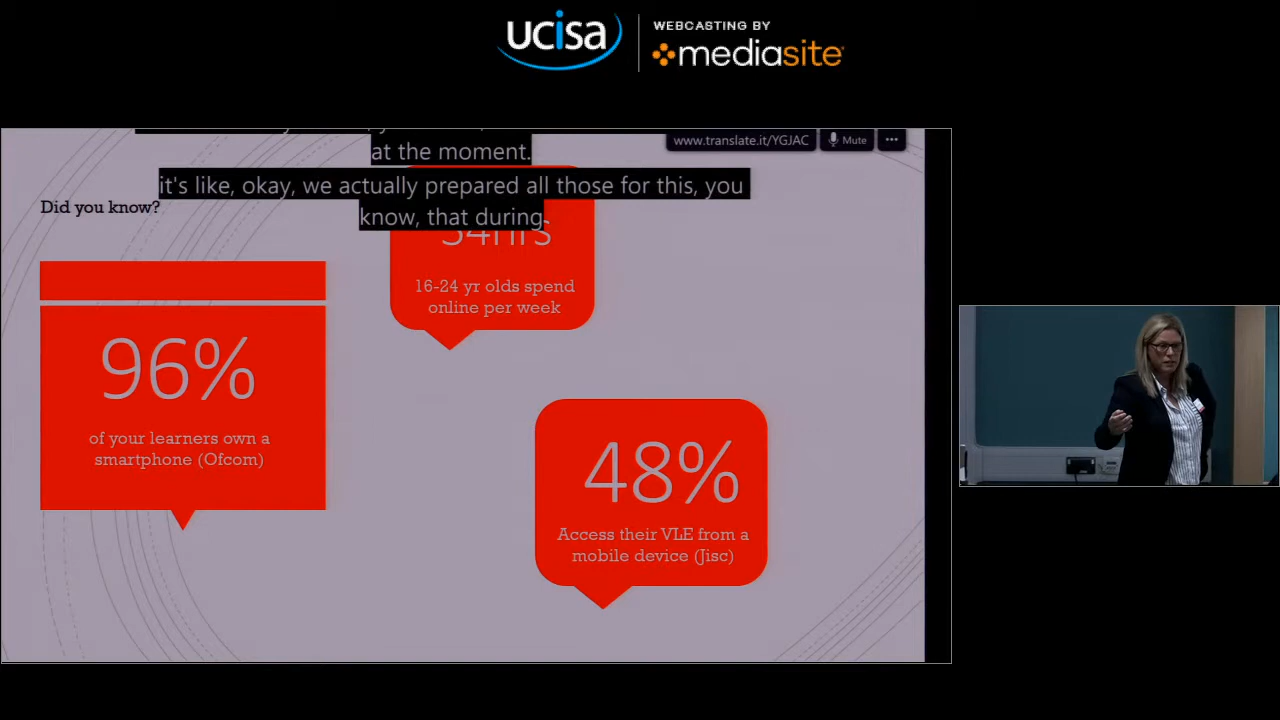 ucisa
WEBCASTING BY
mediasite
at the moment.
www.translate.it/YGJAC
Mute
it's like, okay, we actually prepared all those for this, you
know, that during
Did you know?
16-24 yr olds spend
online per week
96%
of your learners own a
smartphone (Ofcom)
48%
Access their VLE from a
mobile device (Jisc)